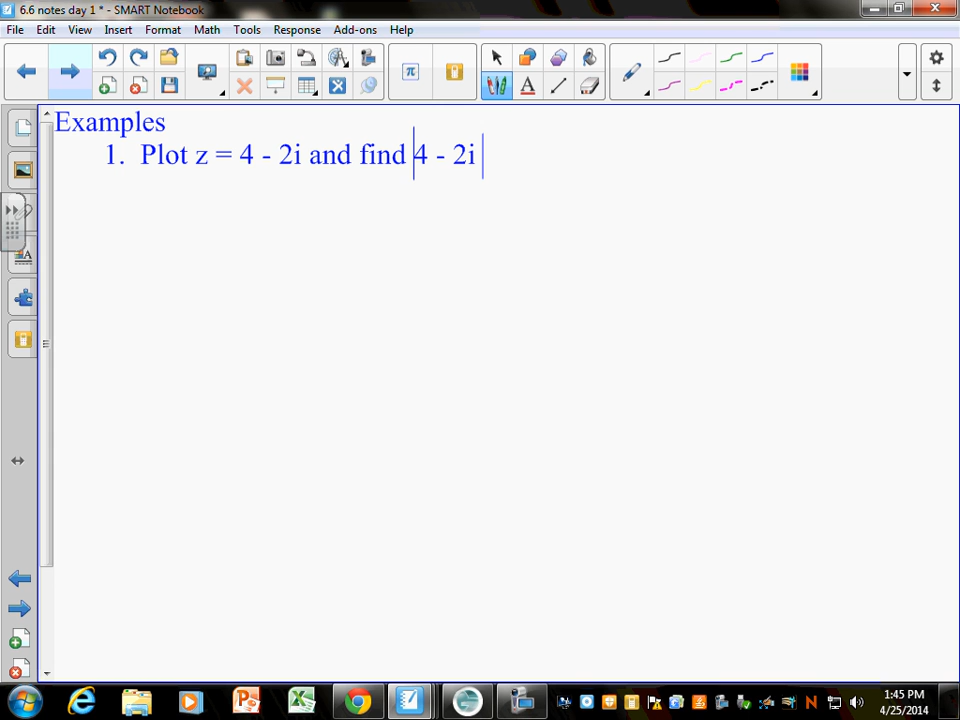 6.6 notes day 1 * - SMART Notebook
File Edit View Insert Format Math Tools Response Add-ons Help
Examples
1. Plot z = 4 - 2i and find |4 - 2i |
1:45 PM
4/25/2014